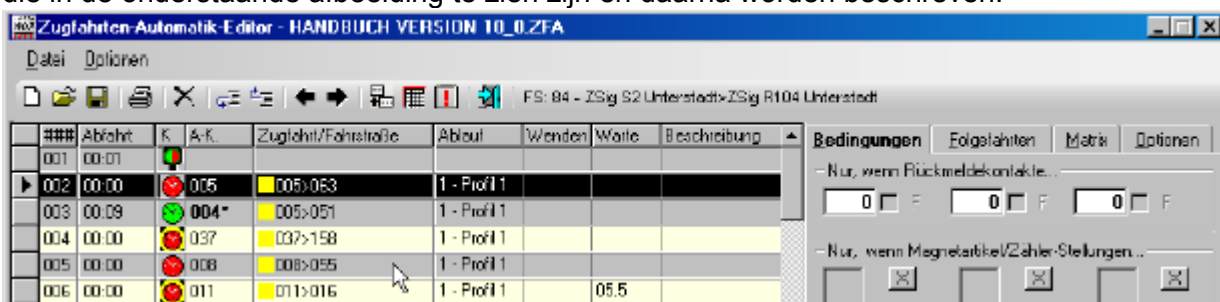 die in de onderstaande afbeelding te zien zijn en daarna worden beschreven.
Zugfahrten-Automatik-Editor - HANDBUCH VERSION 10_0.ZFA
Datei Optionen
FS: 84 - ZSig S2 Unterstadt>ZSig R104 Unterstadt
### Abfahrt K A-K. Zugfahrt/Fahrstraße Ablauf Wenden Warte Beschreibung
Bedingungen Folgefahrten Matrix Optionen
001 00:01
Nur, wenn Rückmeldekontakte...
002 00:00 005 005>063 1 - Profil 1
0 F 0 F 0 F
003 00:09 004* 005>051 1 - Profil 1
004 00:00 037 037>158 1 - Profil 1
Nur, wenn Magnetartikel/Zähler-Stellungen...
005 00:00 008 008>055 1 - Profil 1
006 00:00 011 011>016 1 - Profil 1 05.5